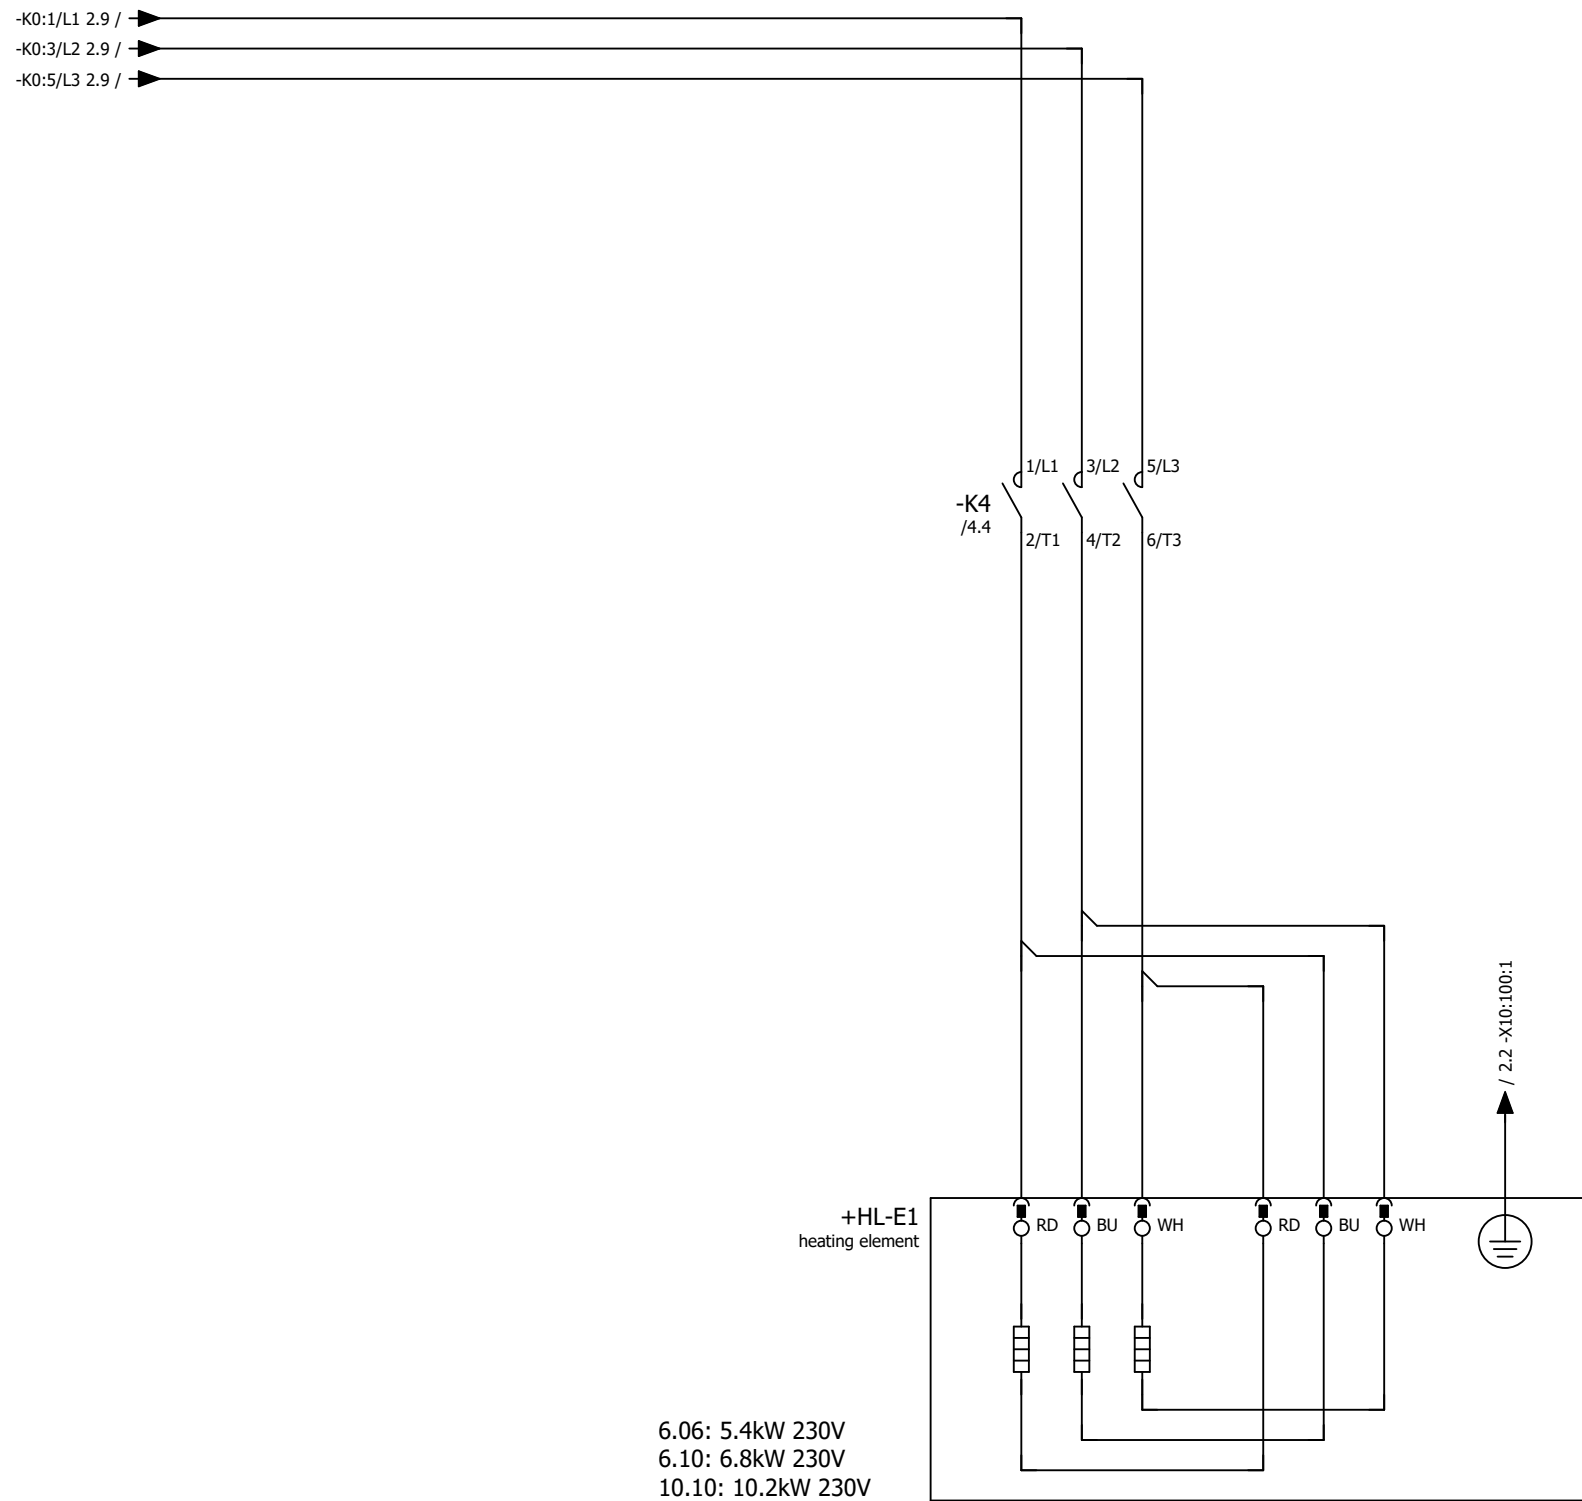 -K0:1/L1 2.9 /
-K0:3/L2 2.9 /
-K0:5/L3 2.9 /
1/L1 3/L2 5/L3
-K4
/4.4
2/T1 4/T2 6/T3
/ 2.2 -X10:100:1
+HL-E1
heating element
RD BU WH RD BU WH
6.06: 5.4kW 230V
6.10: 6.8kW 230V
10.10: 10.2kW 230V